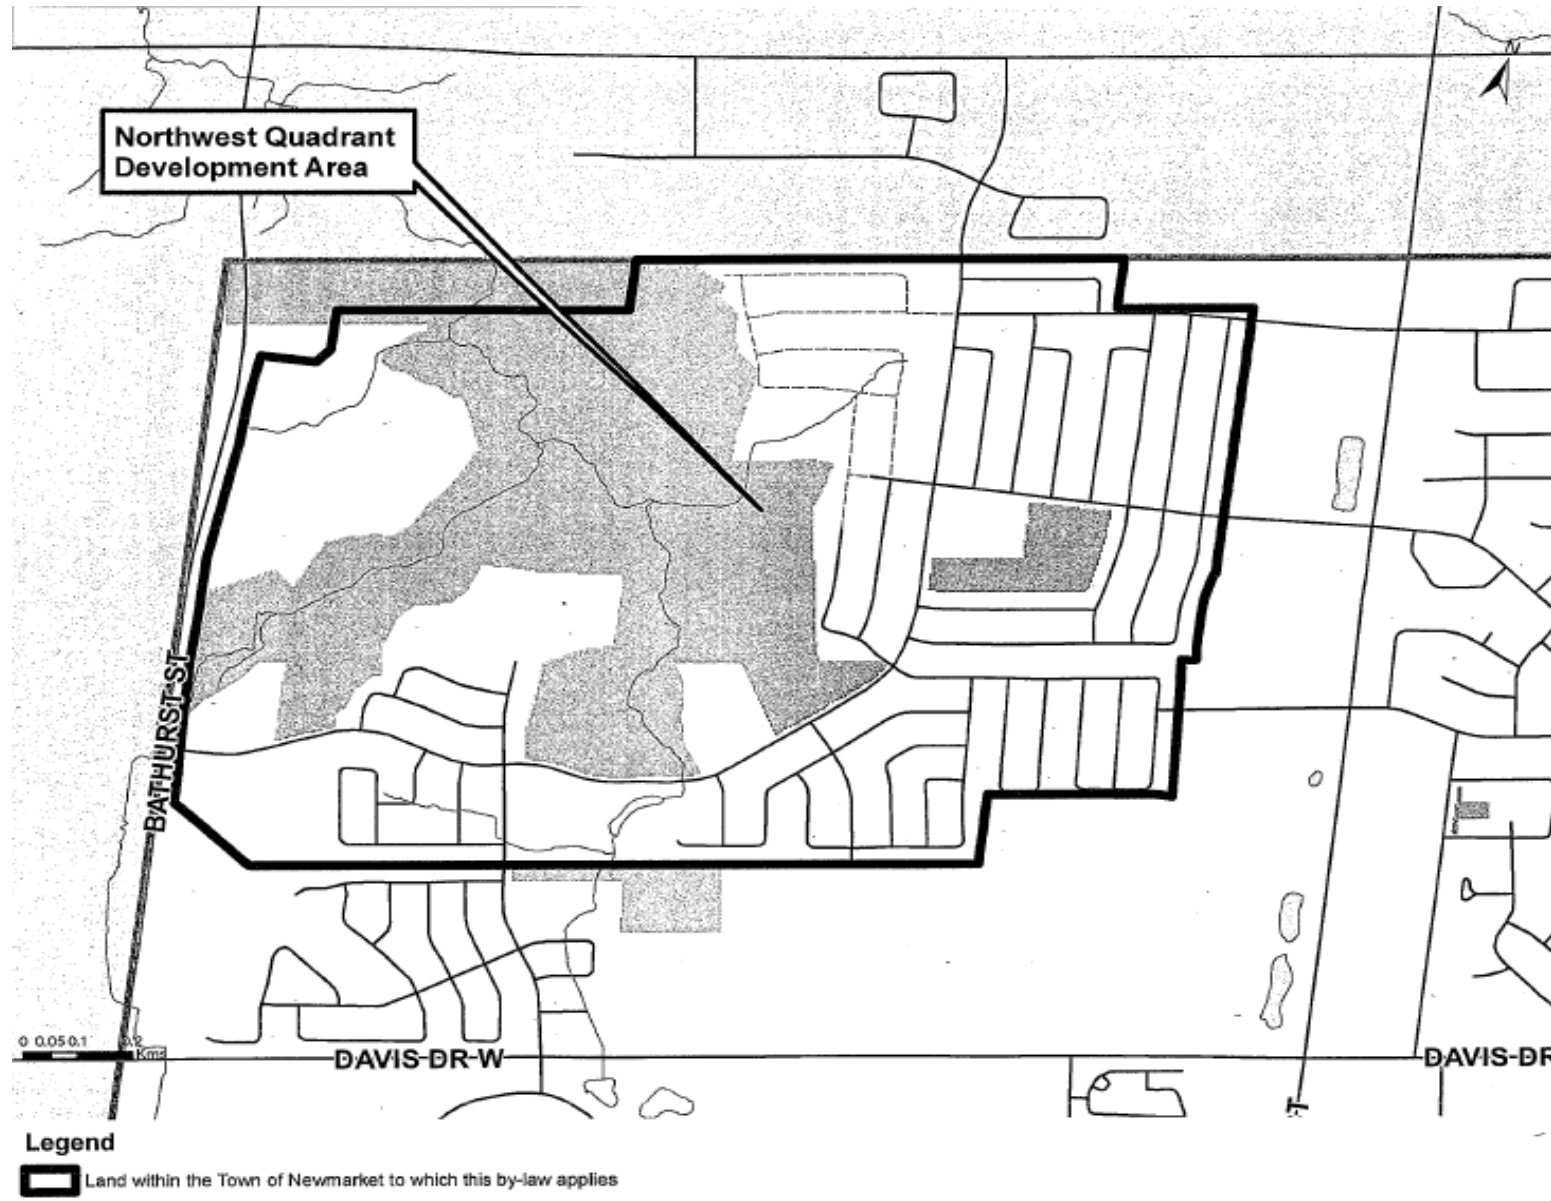 N
Northwest Quadrant
Development Area
BATHURST ST
0 0.05 0.1 0.2
Kms
DAVIS DR W
DAVIS DR
T
Legend
Land within the Town of Newmarket to which this by-law applies